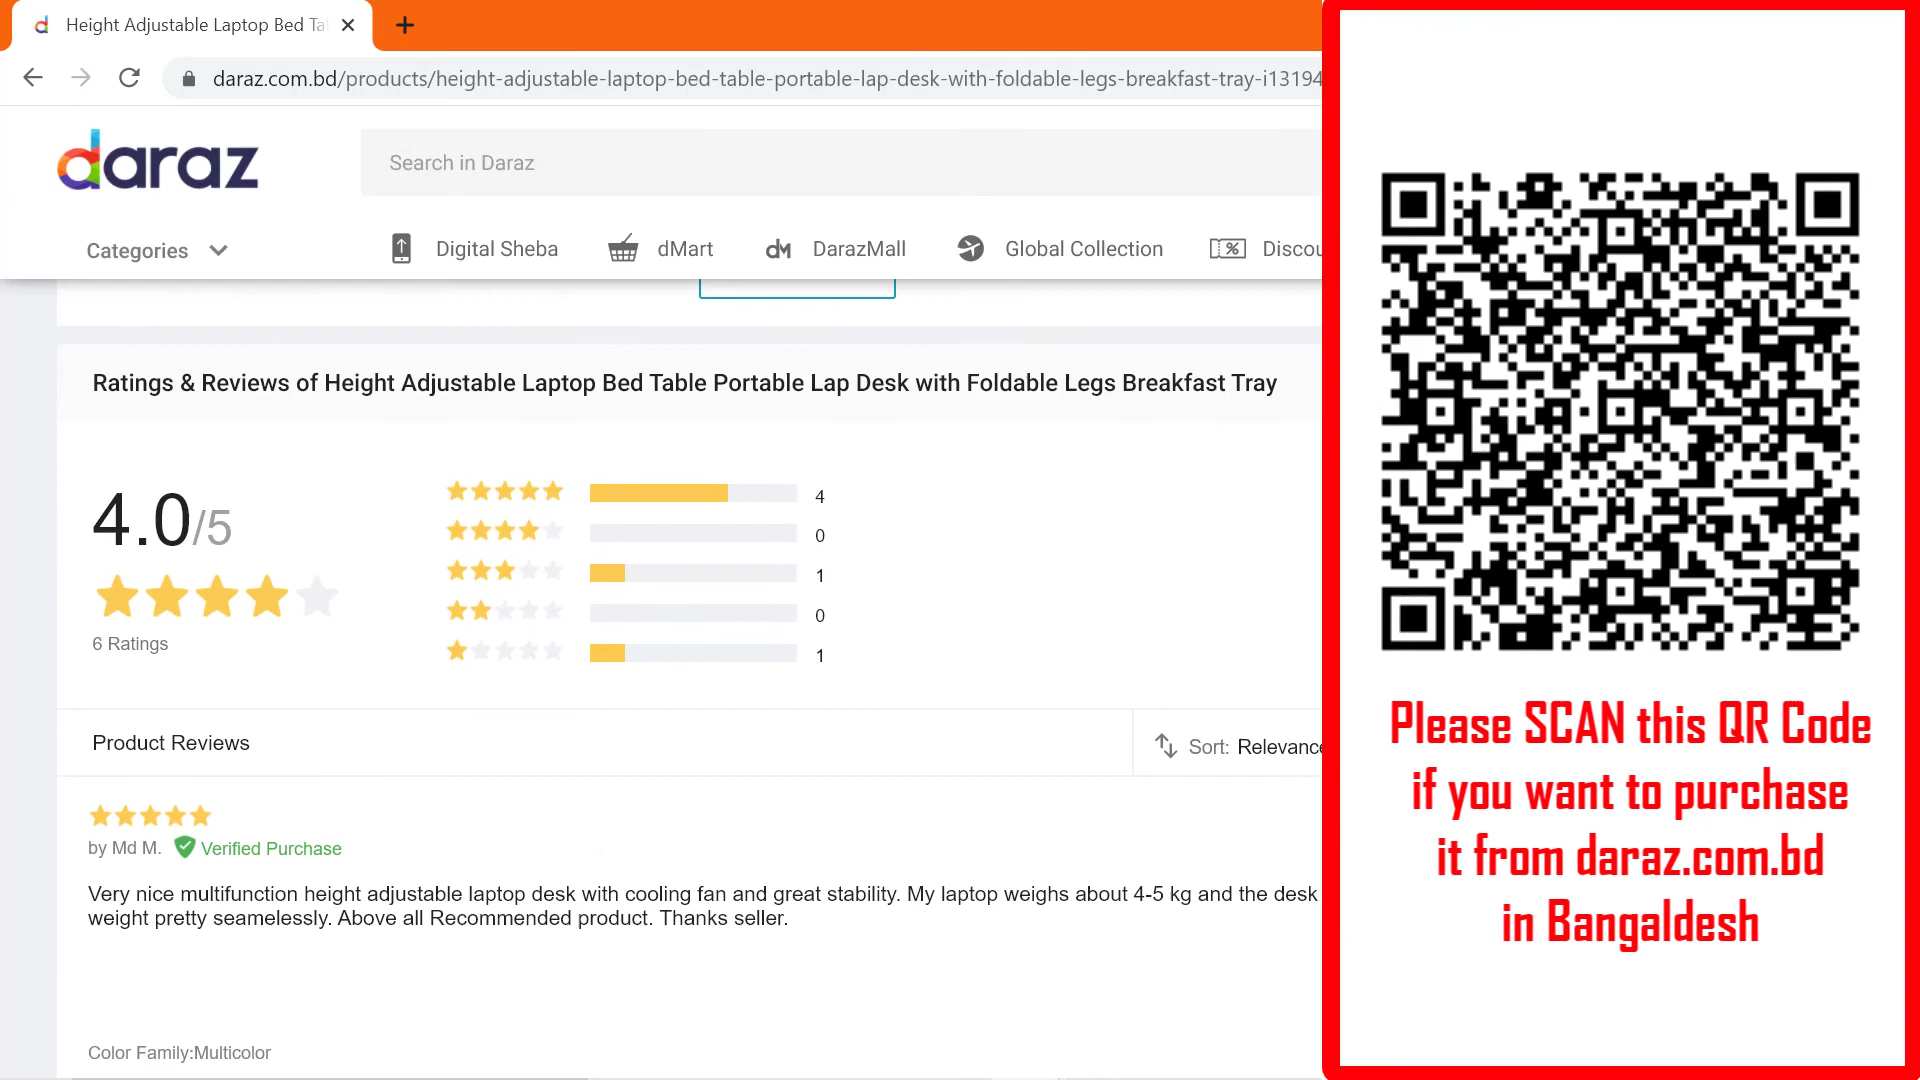 Height Adjustable Laptop Bed Ta
daraz.com.bd/products/height-adjustable-laptop-bed-table-portable-lap-desk-with-foldable-legs-breakfast-tray-i13194
daraz
Search in Daraz
Categories
Digital Sheba
dMart
DarazMall
Global Collection
Discou
Ratings & Reviews of Height Adjustable Laptop Bed Table Portable Lap Desk with Foldable Legs Breakfast Tray
4.0/5
6 Ratings
4
0
1
0
1
Product Reviews
Sort: Relevance
by Md M. Verified Purchase
Very nice multifunction height adjustable laptop desk with cooling fan and great stability. My laptop weighs about 4-5 kg and the desk
weight pretty seamelessly. Above all Recommended product. Thanks seller.
Color Family:Multicolor
Please SCAN this QR Code
if you want to purchase
it from daraz.com.bd
in Bangaldesh